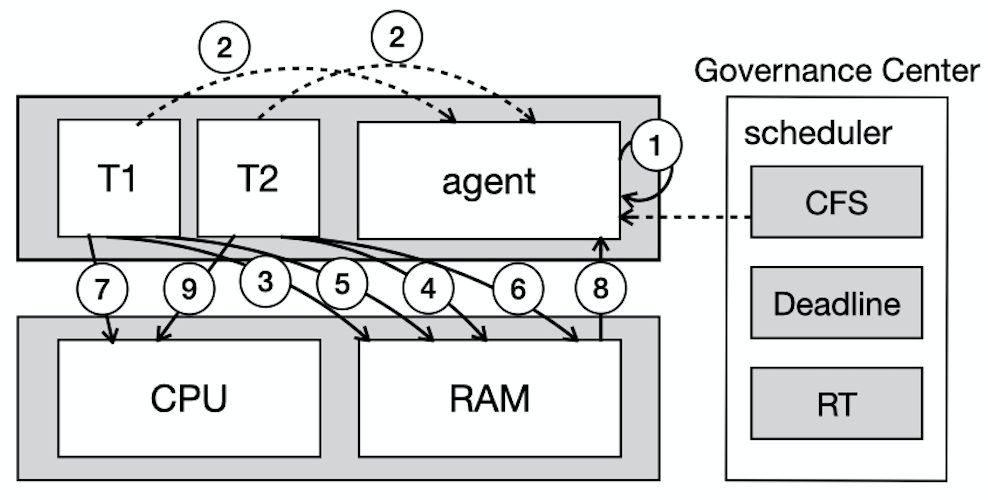 2
2
Governance Center
1
scheduler
T1
T2
agent
CFS
7
9
3
5
4
6
8
Deadline
CPU
RAM
RT